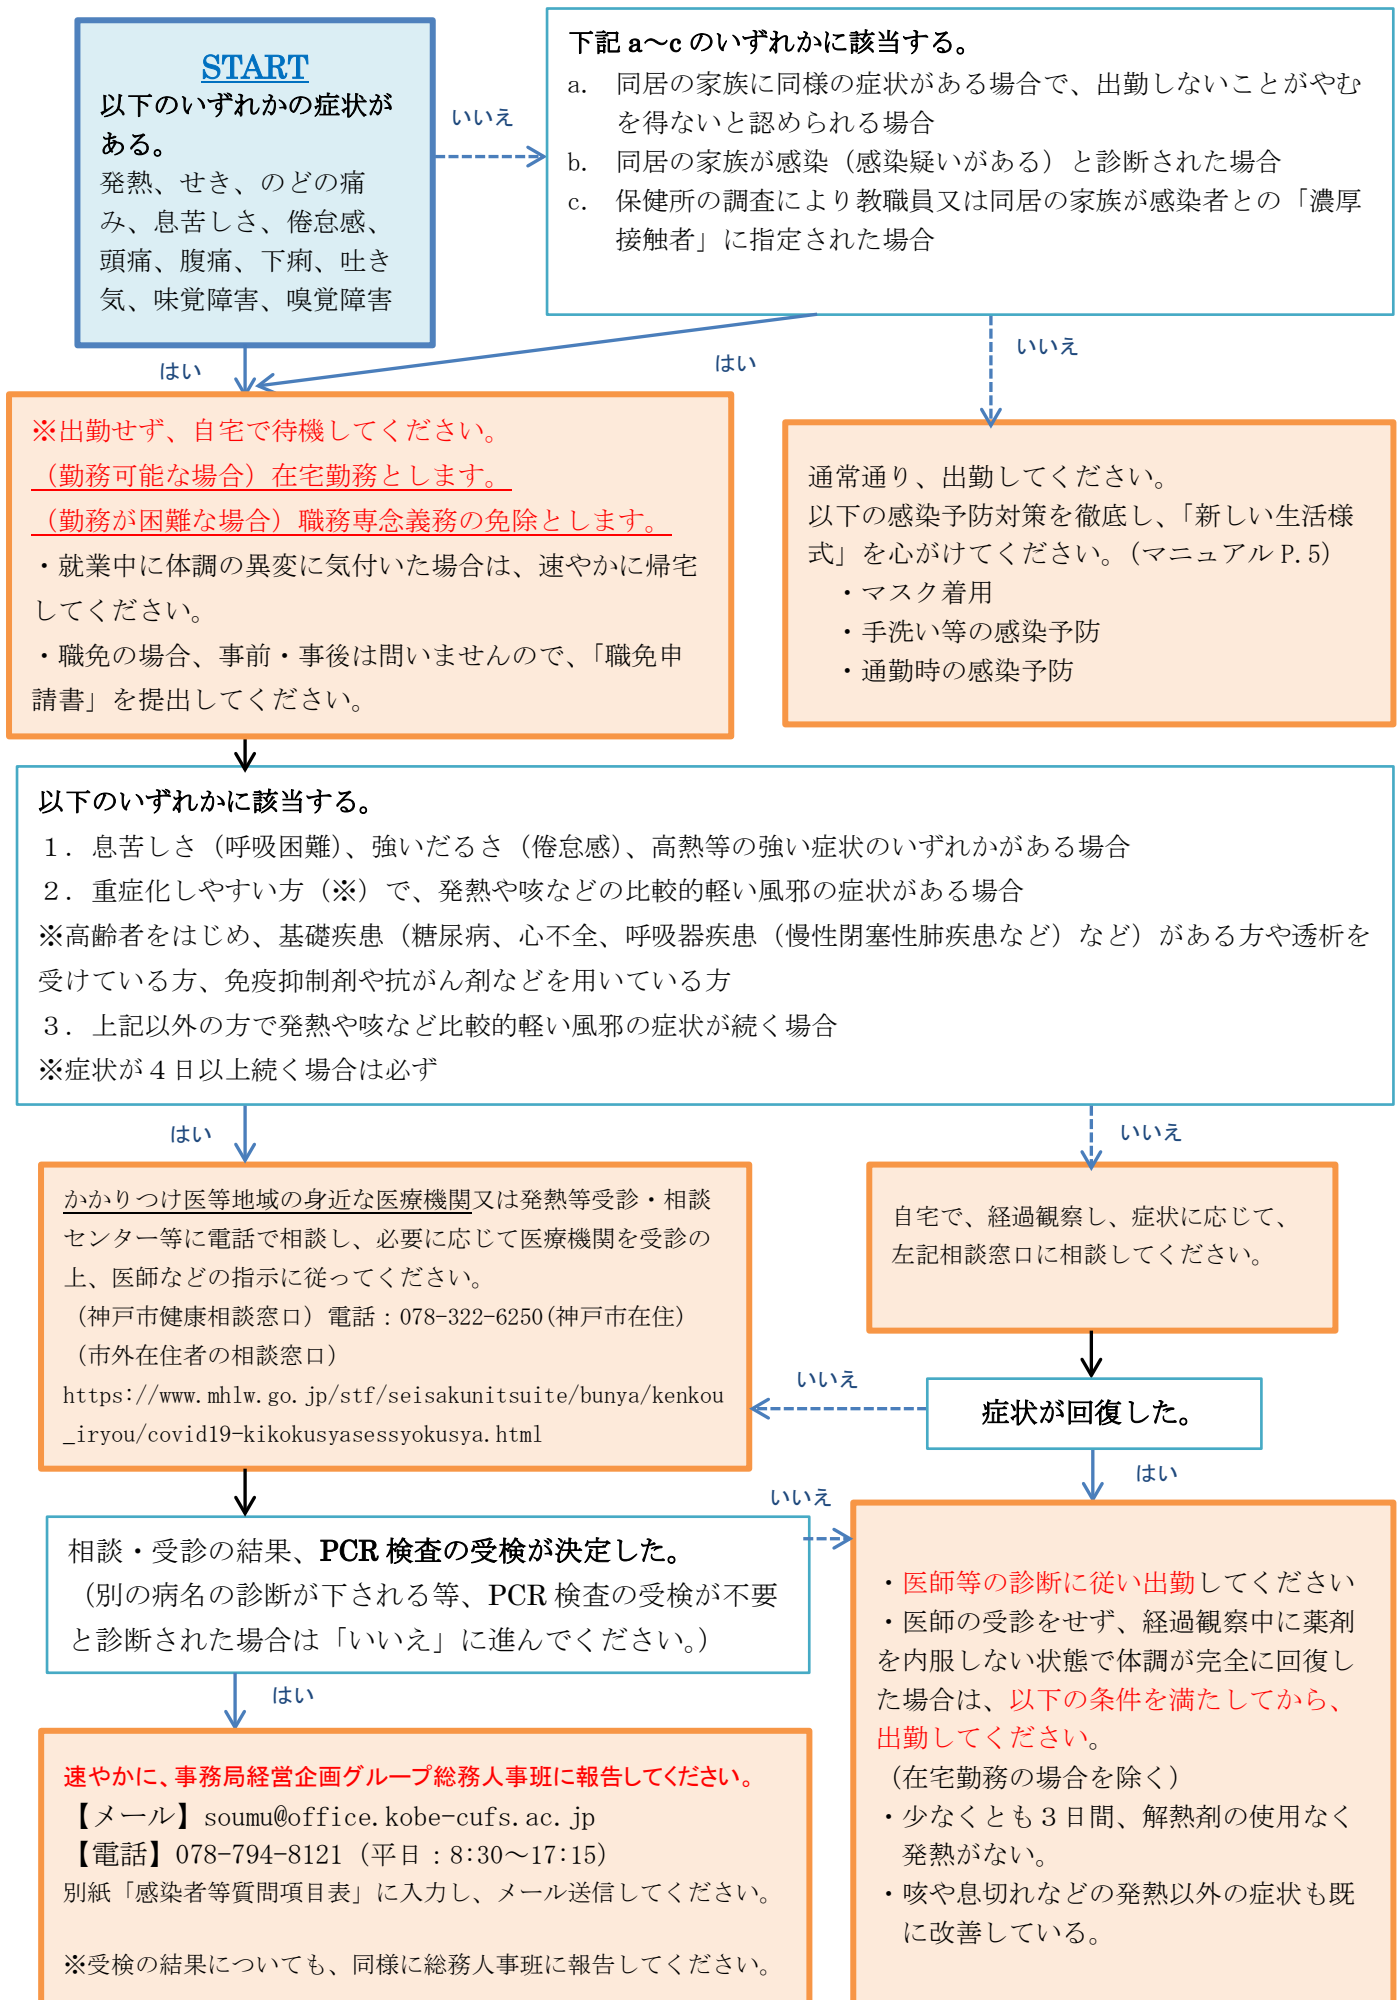 START
以下のいずれかの症状が
ある。
発熱、せき、のどの痛
み、息苦しさ、倦怠感、
頭痛、腹痛、下痢、吐き
気、味覚障害、嗅覚障害
いいえ
下記 a～c のいずれかに該当する。
a. 同居の家族に同様の症状がある場合で、出勤しないことがやむ
を得ないと認められる場合
b. 同居の家族が感染（感染疑いがある）と診断された場合
c. 保健所の調査により教職員又は同居の家族が感染者との「濃厚
接触者」に指定された場合
はい
はい
いいえ
※出勤せず、自宅で待機してください。
（勤務可能な場合）在宅勤務とします。
（勤務が困難な場合）職務専念義務の免除とします。
・就業中に体調の異変に気付いた場合は、速やかに帰宅
してください。
・職免の場合、事前・事後は問いませんので、「職免申
請書」を提出してください。
通常通り、出勤してください。
以下の感染予防対策を徹底し、「新しい生活様
式」を心がけてください。（マニュアル P.5）
・マスク着用
・手洗い等の感染予防
・通勤時の感染予防
以下のいずれかに該当する。
１．息苦しさ（呼吸困難）、強いだるさ（倦怠感）、高熱等の強い症状のいずれかがある場合
２．重症化しやすい方（※）で、発熱や咳などの比較的軽い風邪の症状がある場合
※高齢者をはじめ、基礎疾患（糖尿病、心不全、呼吸器疾患（慢性閉塞性肺疾患など）など）がある方や透析を
受けている方、免疫抑制剤や抗がん剤などを用いている方
３．上記以外の方で発熱や咳など比較的軽い風邪の症状が続く場合
※症状が４日以上続く場合は必ず
はい
いいえ
かかりつけ医等地域の身近な医療機関又は発熱等受診・相談
センター等に電話で相談し、必要に応じて医療機関を受診の
上、医師などの指示に従ってください。
（神戸市健康相談窓口）電話：078-322-6250(神戸市在住)
（市外在住者の相談窓口）
https://www.mhlw.go.jp/stf/seisakunitsuite/bunya/kenkou
_iryou/covid19-kikokusyasessyokusya.html
自宅で、経過観察し、症状に応じて、
左記相談窓口に相談してください。
いいえ
症状が回復した。
はい
いいえ
相談・受診の結果、PCR 検査の受検が決定した。
（別の病名の診断が下される等、PCR 検査の受検が不要
と診断された場合は「いいえ」に進んでください。）
はい
・医師等の診断に従い出勤してください
・医師の受診をせず、経過観察中に薬剤
を内服しない状態で体調が完全に回復し
た場合は、以下の条件を満たしてから、
出勤してください。
（在宅勤務の場合を除く）
・少なくとも３日間、解熱剤の使用なく
発熱がない。
・咳や息切れなどの発熱以外の症状も既
に改善している。
速やかに、事務局経営企画グループ総務人事班に報告してください。
【メール】soumu@office.kobe-cufs.ac.jp
【電話】078-794-8121（平日：8:30～17:15）
別紙「感染者等質問項目表」に入力し、メール送信してください。
※受検の結果についても、同様に総務人事班に報告してください。